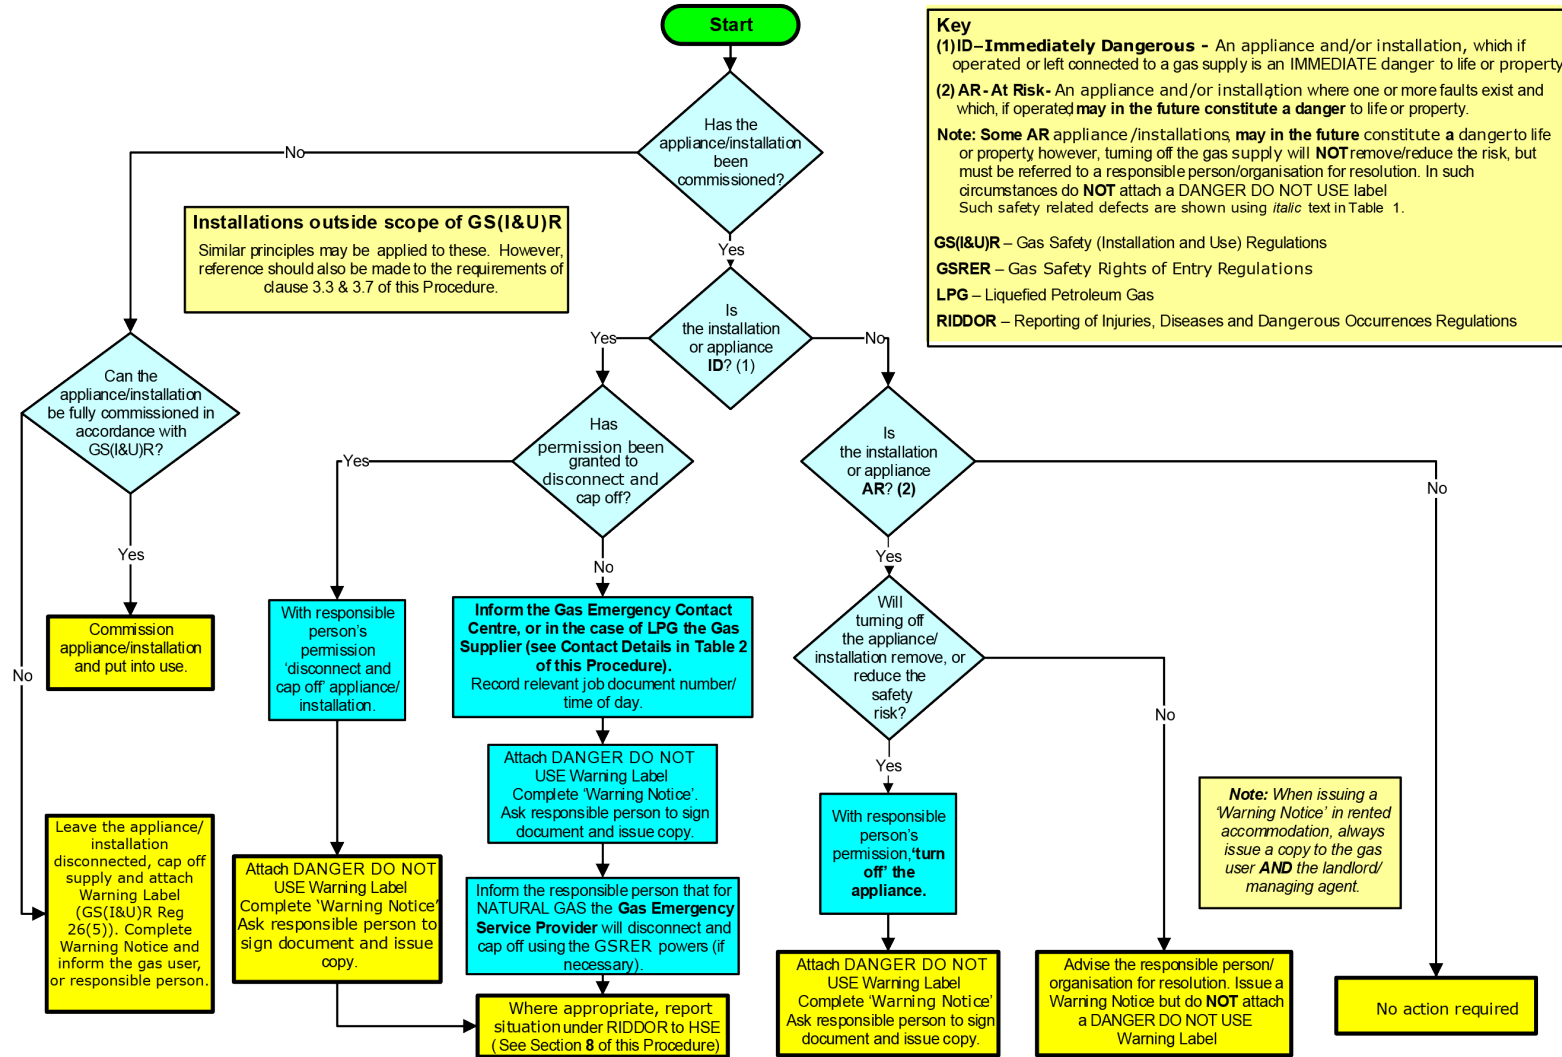 Start
Key
(1) ID – Immediately Dangerous - An appliance and/or installation, which if
operated or left connected to a gas supply is an IMMEDIATE danger to life or property
(2) AR - At Risk - An appliance and/or installation where one or more faults exist and
which, if operated, may in the future constitute a danger to life or property.
Note: Some AR appliance/installations, may in the future constitute a danger to life
or property, however, turning off the gas supply will NOT remove/reduce the risk, but
must be referred to a responsible person/organisation for resolution. In such
circumstances do NOT attach a DANGER DO NOT USE label
Such safety related defects are shown using italic text in Table 1.
GS(I&U)R – Gas Safety (Installation and Use) Regulations
GSRER – Gas Safety Rights of Entry Regulations
LPG – Liquefied Petroleum Gas
RIDDOR – Reporting of Injuries, Diseases and Dangerous Occurrences Regulations
Has the
appliance/installation
been
commissioned?
No
Yes
Installations outside scope of GS(I&U)R
Similar principles may be applied to these. However,
reference should also be made to the requirements of
clause 3.3 & 3.7 of this Procedure.
Is
the installation
or appliance
ID? (1)
Yes
No
Can the
appliance/installation
be fully commissioned in
accordance with
GS(I&U)R?
Yes
No
Has
permission been
granted to
disconnect and
cap off?
Yes
No
Is
the installation
or appliance
AR? (2)
Yes
No
Commission
appliance/installation
and put into use.
With responsible
person's
permission
'disconnect and
cap off' appliance/
installation.
Inform the Gas Emergency Contact
Centre, or in the case of LPG the Gas
Supplier (see Contact Details in Table 2
of this Procedure).
Record relevant job document number/
time of day.
Will
turning off
the appliance/
installation remove, or
reduce the
safety
risk?
Yes
No
Attach DANGER DO NOT
USE Warning Label
Complete 'Warning Notice'.
Ask responsible person to sign
document and issue copy.
With responsible
person's
permission, 'turn
off' the
appliance.
Note: When issuing a
'Warning Notice' in rented
accommodation, always
issue a copy to the gas
user AND the landlord/
managing agent.
Leave the appliance/
installation
disconnected, cap off
supply and attach
Warning Label
(GS(I&U)R Reg
26(5)). Complete
Warning Notice and
inform the gas user,
or responsible person.
Attach DANGER DO NOT
USE Warning Label
Complete 'Warning Notice'
Ask responsible person to
sign document and issue
copy.
Inform the responsible person that for
NATURAL GAS the Gas Emergency
Service Provider will disconnect and
cap off using the GSRER powers (if
necessary).
Where appropriate, report
situation under RIDDOR to HSE
( See Section 8 of this Procedure)
Attach DANGER DO NOT
USE Warning Label
Complete 'Warning Notice'
Ask responsible person to sign
document and issue copy.
Advise the responsible person/
organisation for resolution. Issue a
Warning Notice but do NOT attach
a DANGER DO NOT USE
Warning Label
No action required